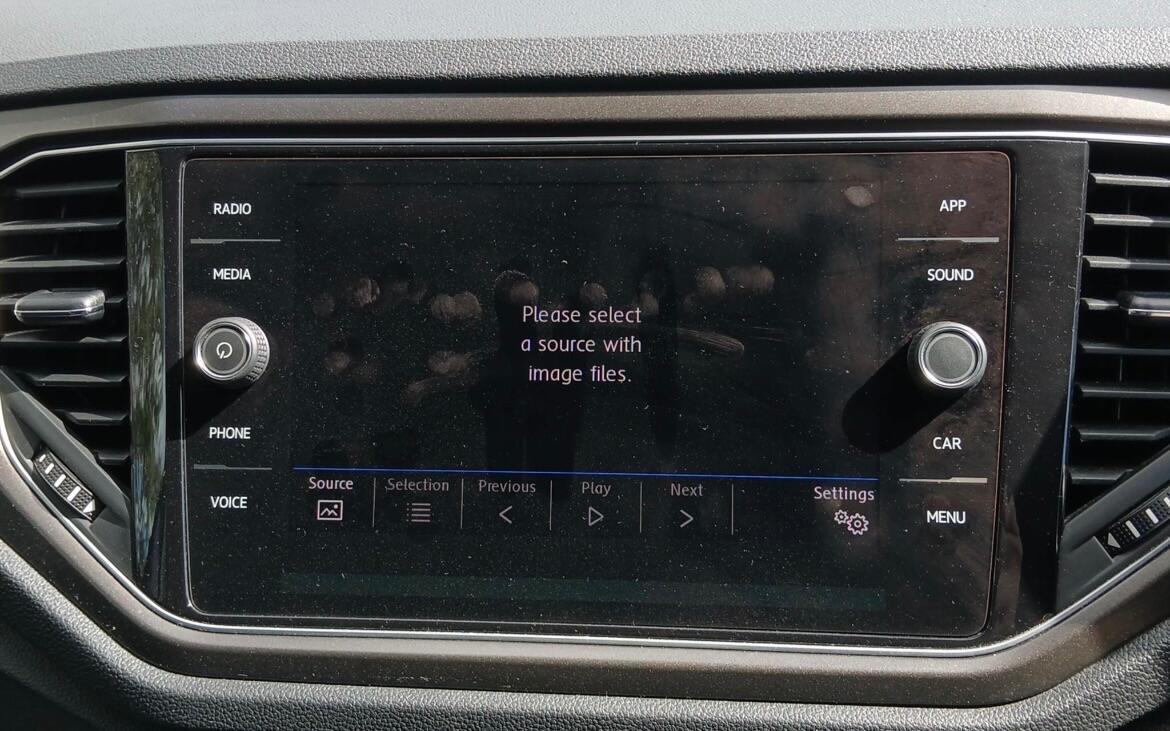 RADIO
MEDIA
PHONE
VOICE
Please select
a source with
image files.
Source
Selection
Previous
Play
Next
Settings
APP
SOUND
CAR
MENU